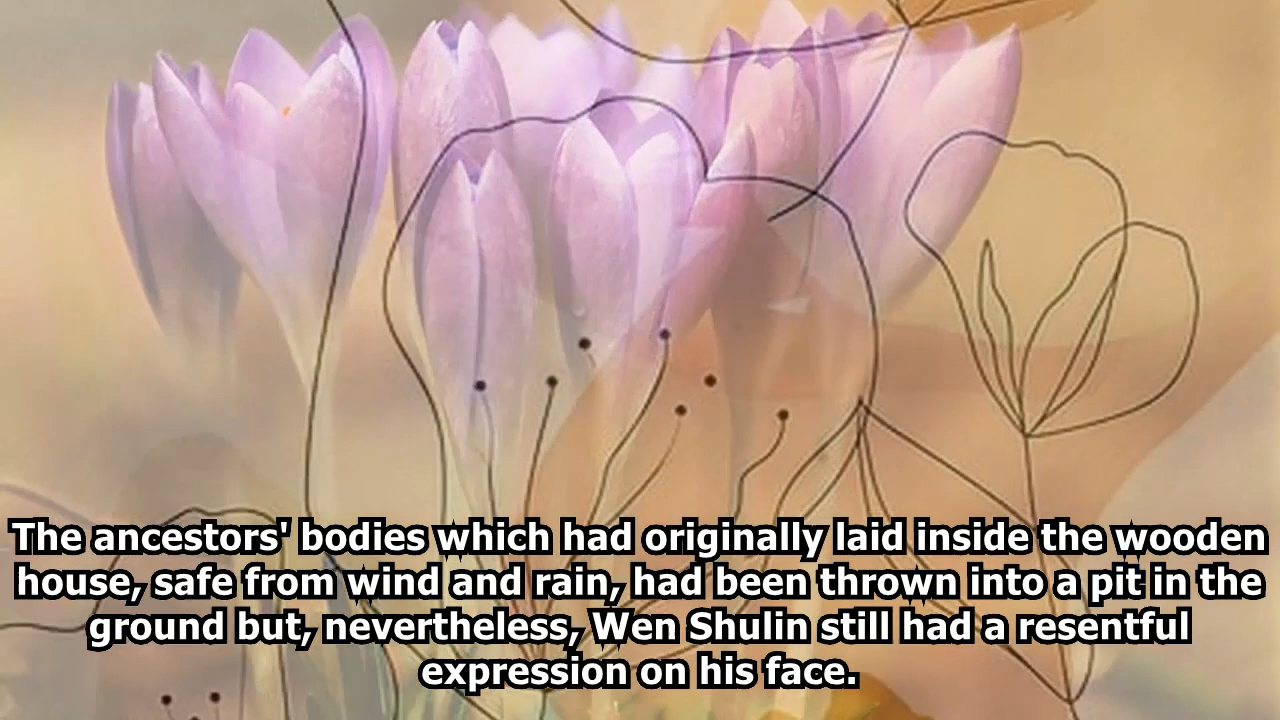 The ancestors' bodies which had originally laid inside the wooden
house, safe from wind and rain, had been thrown into a pit in the
ground but, nevertheless, Wen Shulin still had a resentful
expression on his face.